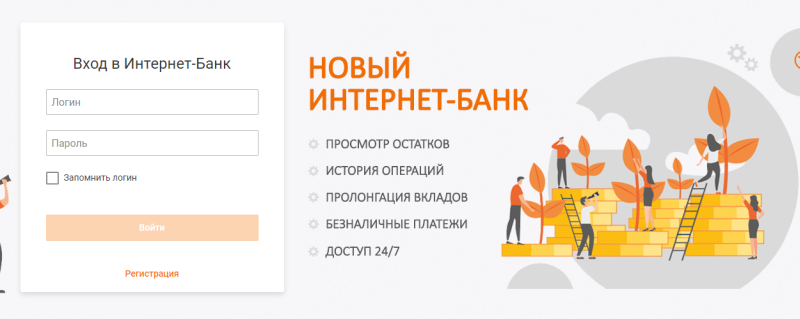 Вход в Интернет-Банк
Логин
Пароль
Запомнить логин
Войти
Регистрация
НОВЫЙ
ИНТЕРНЕТ-БАНК
ПРОСМОТР ОСТАТКОВ
ИСТОРИЯ ОПЕРАЦИЙ
ПРОЛОНГАЦИЯ ВКЛАДОВ
БЕЗНАЛИЧНЫЕ ПЛАТЕЖИ
ДОСТУП 24/7